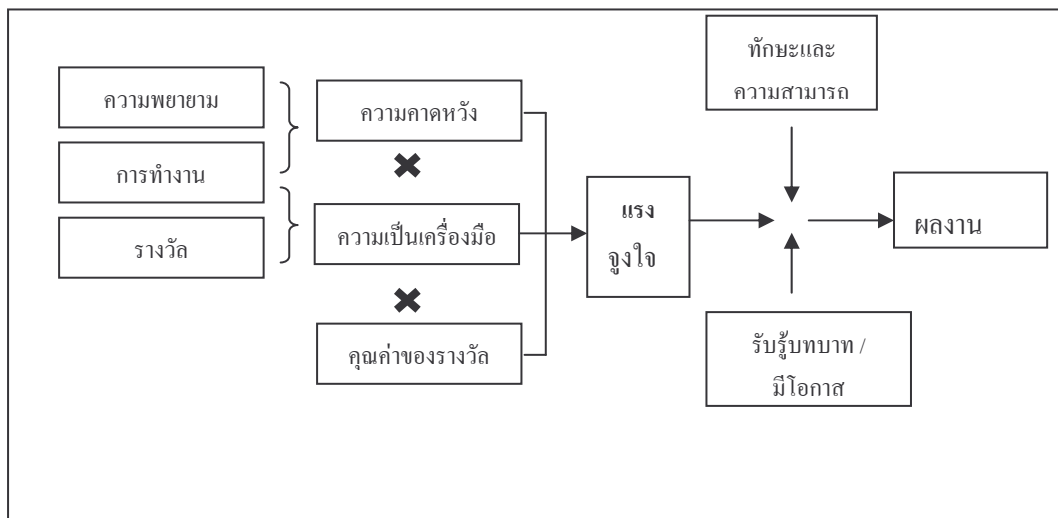 ความพยายาม
การทำงาน
รางวัล
ความคาดหวัง
ความเป็นเครื่องมือ
คุณค่าของรางวัล
แรง
จูงใจ
ทักษะและ
ความสามารถ
รับรู้บทบาท /
มีโอกาส
ผลงาน